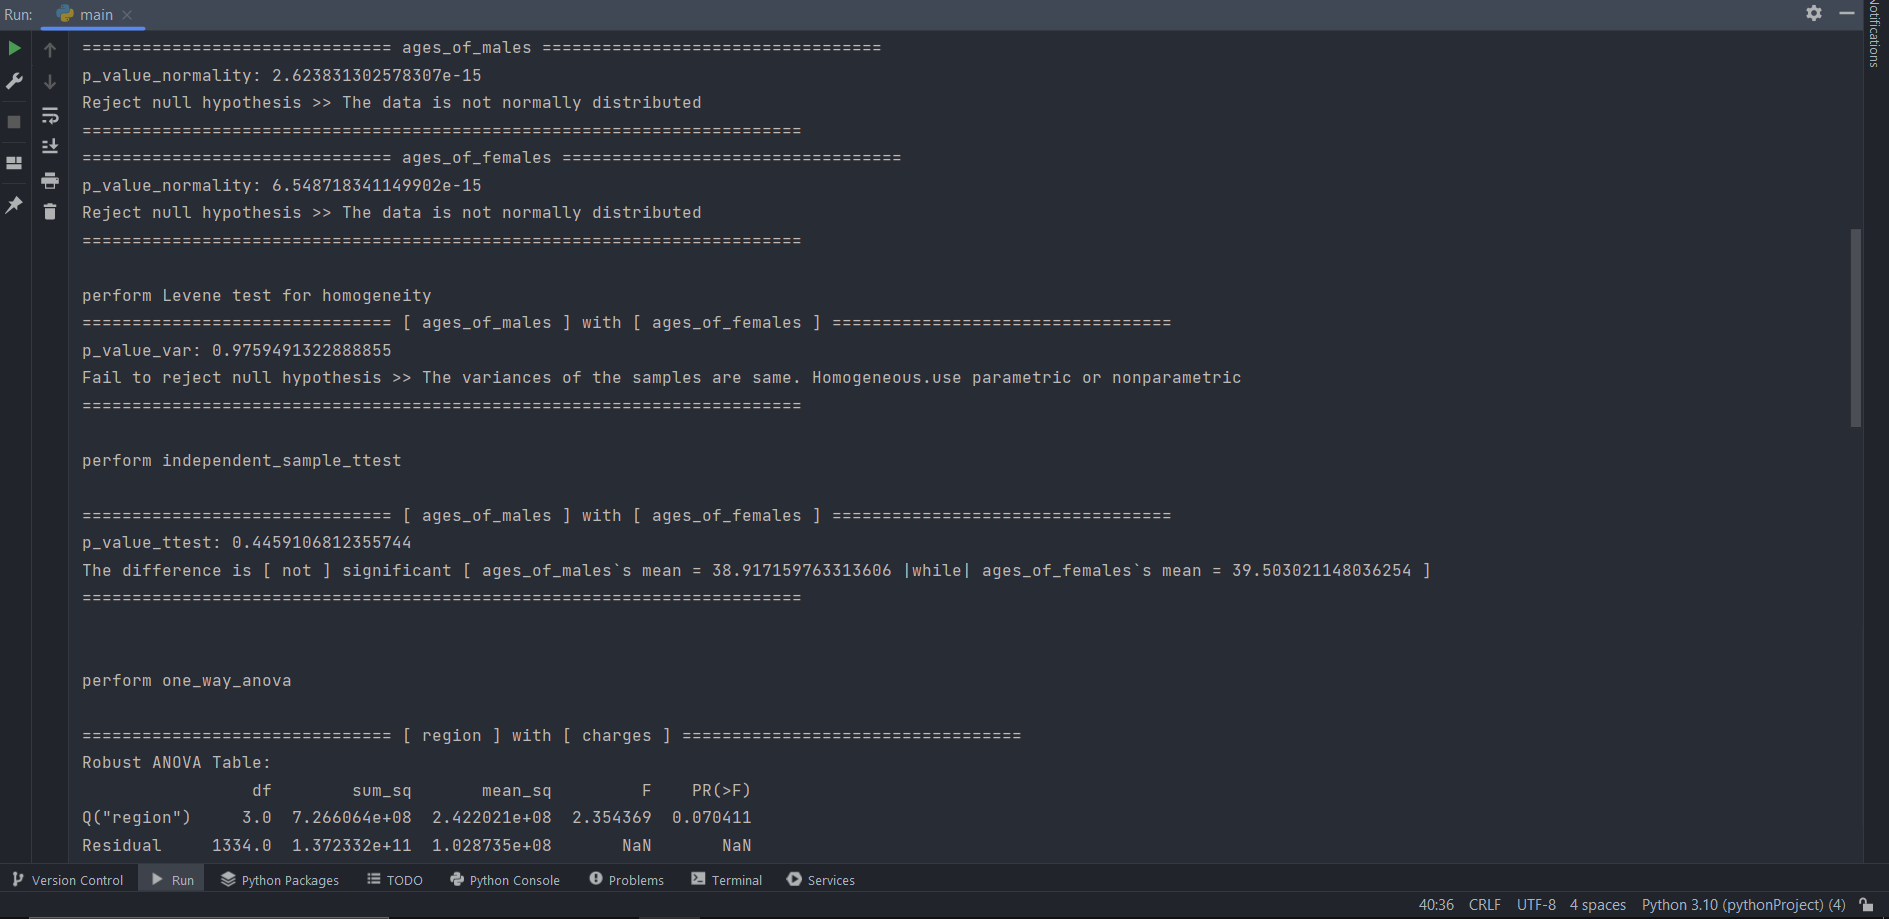 Run: main
Notifications
=============================== ages_of_males ==================================
p_value_normality: 2.623831302578307e-15
Reject null hypothesis >> The data is not normally distributed
========================================================================
=============================== ages_of_females ==================================
p_value_normality: 6.548718341149902e-15
Reject null hypothesis >> The data is not normally distributed
========================================================================
perform Levene test for homogeneity
=============================== [ ages_of_males ] with [ ages_of_females ] ==================================
p_value_var: 0.9759491322888855
Fail to reject null hypothesis >> The variances of the samples are same. Homogeneous.use parametric or nonparametric
========================================================================
perform independent_sample_ttest
=============================== [ ages_of_males ] with [ ages_of_females ] ==================================
p_value_ttest: 0.4459106812355744
The difference is [ not ] significant [ ages_of_males`s mean = 38.917159763313606 |while| ages_of_females`s mean = 39.503021148036254 ]
========================================================================
perform one_way_anova
=============================== [ region ] with [ charges ] ==================================
Robust ANOVA Table:
df sum_sq mean_sq F PR(>F)
Q("region") 3.0 7.266064e+08 2.422021e+08 2.354369 0.070411
Residual 1334.0 1.372332e+11 1.028735e+08 NaN NaN
Version Control Run Python Packages TODO Python Console Problems Terminal Services
40:36 CRLF UTF-8 4 spaces Python 3.10 (pythonProject) (4)